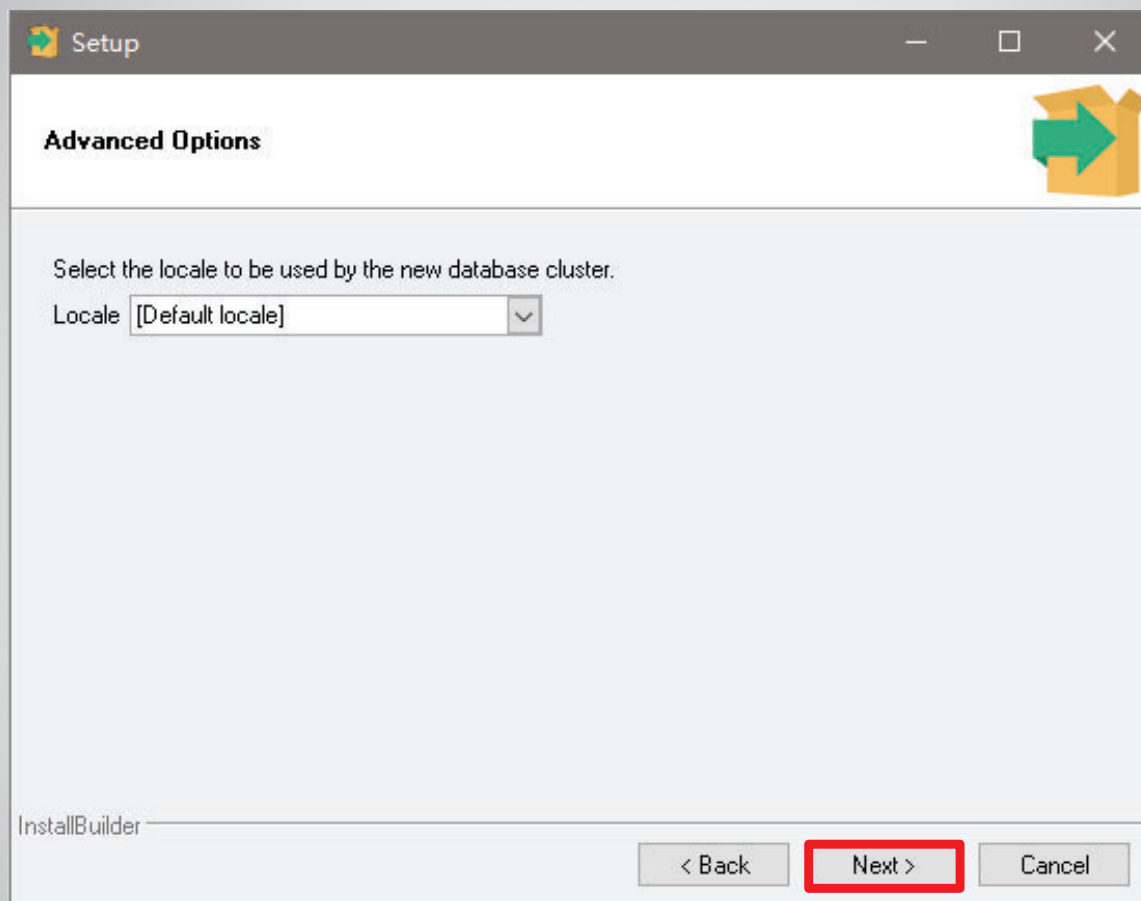 Setup
Advanced Options
Select the locale to be used by the new database cluster.
Locale [Default locale]
InstallBuilder
< Back Next > Cancel